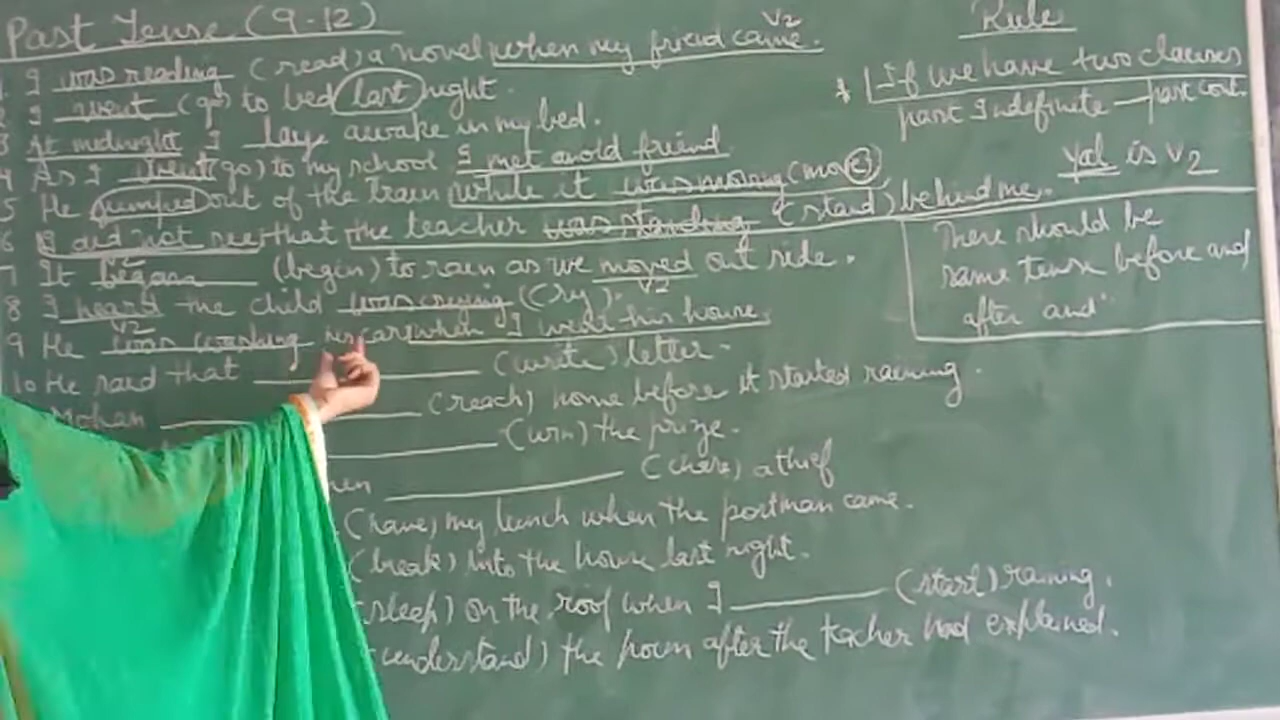 Past Tense (9-12)
V2
1 I was reading (read) a novel when my friend came.
2 I went (go) to bed last night.
3 At midnight I lay awake in my bed.
4 As I went (go) to my school I met an old friend.
5 He jumped out of the train while it was moving (move)
6 I did not see that the teacher was standing (stand) behind me.
V2
7 It began (begin) to rain as we moved out side.
V2
8 I heard the child was crying (cry).
V2
9 He was washing his car when I went his house.
10 He said that (write) letter.
Mohan (reach) home before it started raining.
(win) the prize.
(chase) a thief
(have) my lunch when the postman came.
(break) into the house last night.
(sleep) on the roof when I (start) raining.
(understand) the poem after the teacher had explained.
Rule
If we have two clauses
past Indefinite — past cont.
is V2
There should be
same tense before and
after and"